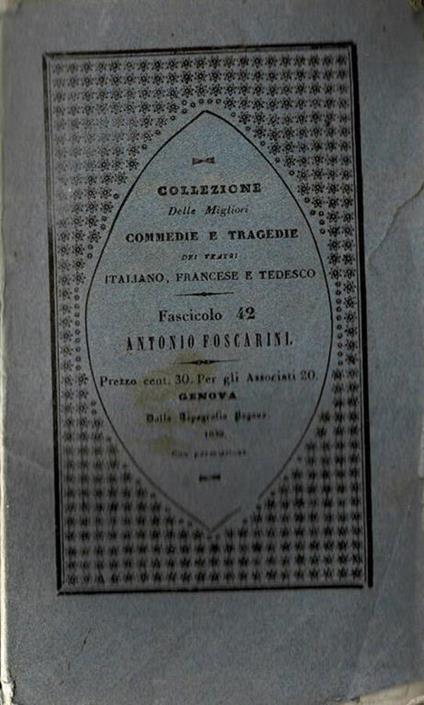 COLLEZIONE
Delle Migliori
COMMEDIE E TRAGEDIE
DEI TEATRI
ITALIANO, FRANCESE E TEDESCO
Fascicolo 42
ANTONIO FOSCARINI.
Prezzo cent. 30. Per gli Associati 20.
GENOVA
Dalla Tipografia Pagano
Con permissione